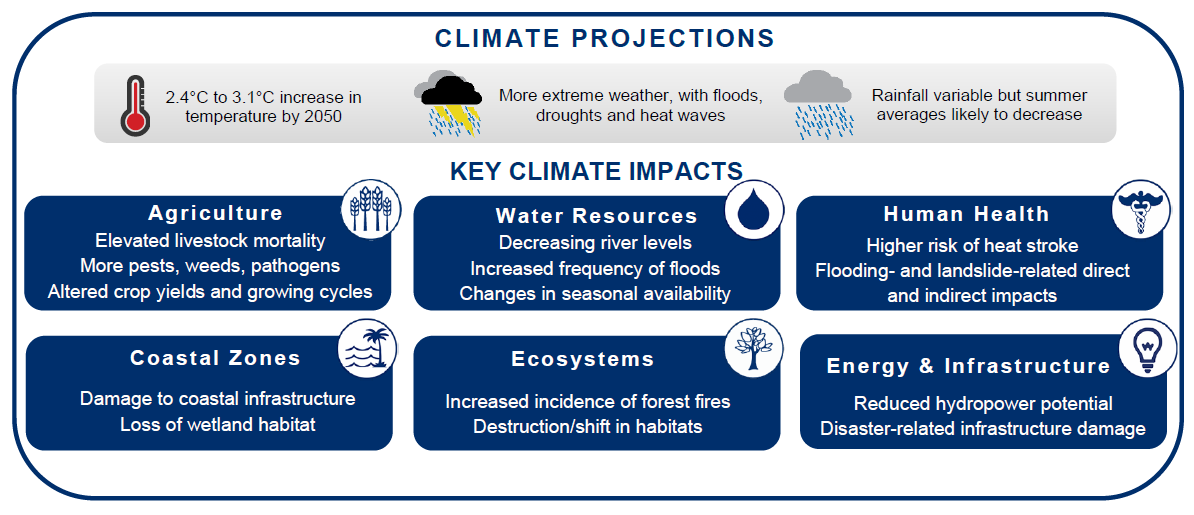 CLIMATE PROJECTIONS
2.4°C to 3.1°C increase in
temperature by 2050
More extreme weather, with floods,
droughts and heat waves
Rainfall variable but summer
averages likely to decrease
KEY CLIMATE IMPACTS
Agriculture
Elevated livestock mortality
More pests, weeds, pathogens
Altered crop yields and growing cycles
Water Resources
Decreasing river levels
Increased frequency of floods
Changes in seasonal availability
Human Health
Higher risk of heat stroke
Flooding- and landslide-related direct
and indirect impacts
Coastal Zones
Damage to coastal infrastructure
Loss of wetland habitat
Ecosystems
Increased incidence of forest fires
Destruction/shift in habitats
Energy & Infrastructure
Reduced hydropower potential
Disaster-related infrastructure damage